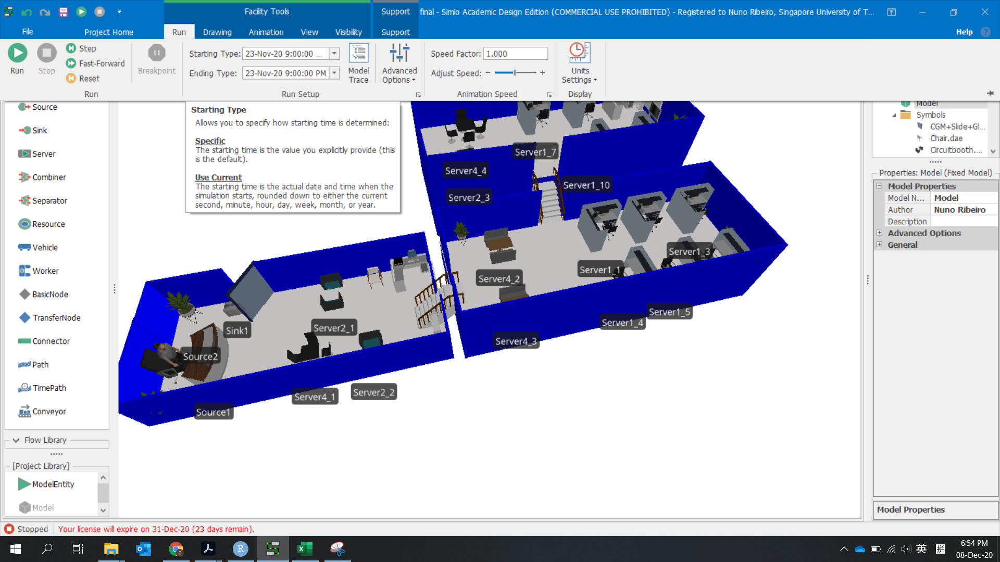 Facility Tools
Support
final - Simio Academic Design Edition (COMMERCIAL USE PROHIBITED) - Registered to Nuno Ribeiro, Singapore University of T...
File
Project Home
Run
Drawing
Animation
View
Visibility
Support
Help
Run
Stop
Step
Fast-Forward
Reset
Run
Breakpoint
Starting Type:
23-Nov-20 9:00:00 ...
Ending Type:
23-Nov-20 9:00:00 PM
Model
Trace
Advanced
Options
Run Setup
Speed Factor:
1.000
Adjust Speed:
Animation Speed
Units
Settings
Display
Source
Sink
Server
Combiner
Separator
Resource
Vehicle
Worker
BasicNode
TransferNode
Connector
Path
TimePath
Conveyor
Flow Library
[Project Library]
ModelEntity
Model
Starting Type
Allows you to specify how starting time is determined:
Specific
The starting time is the value you explicitly provide (this
is the default).
Use Current
The starting time is the actual date and time when the
simulation starts, rounded down to either the current
second, minute, hour, day, week, month, or year.
Server1_7
Server4_4
Server1_10
Server2_3
Server1_3
Server1_1
Server4_2
Server1_5
Server1_4
Server2_1
Sink1
Server4_3
Source2
Server2_2
Server4_1
Source1
Model
Symbols
CGM+Slide+Gl...
Chair.dae
Circuitbooth....
Properties: Model (Fixed Model)
Model Properties
Model N...
Model
Author
Nuno Ribeiro
Description
Advanced Options
General
Model Properties
Stopped
Your license will expire on 31-Dec-20 (23 days remain).
英
拼
6:54 PM
08-Dec-20